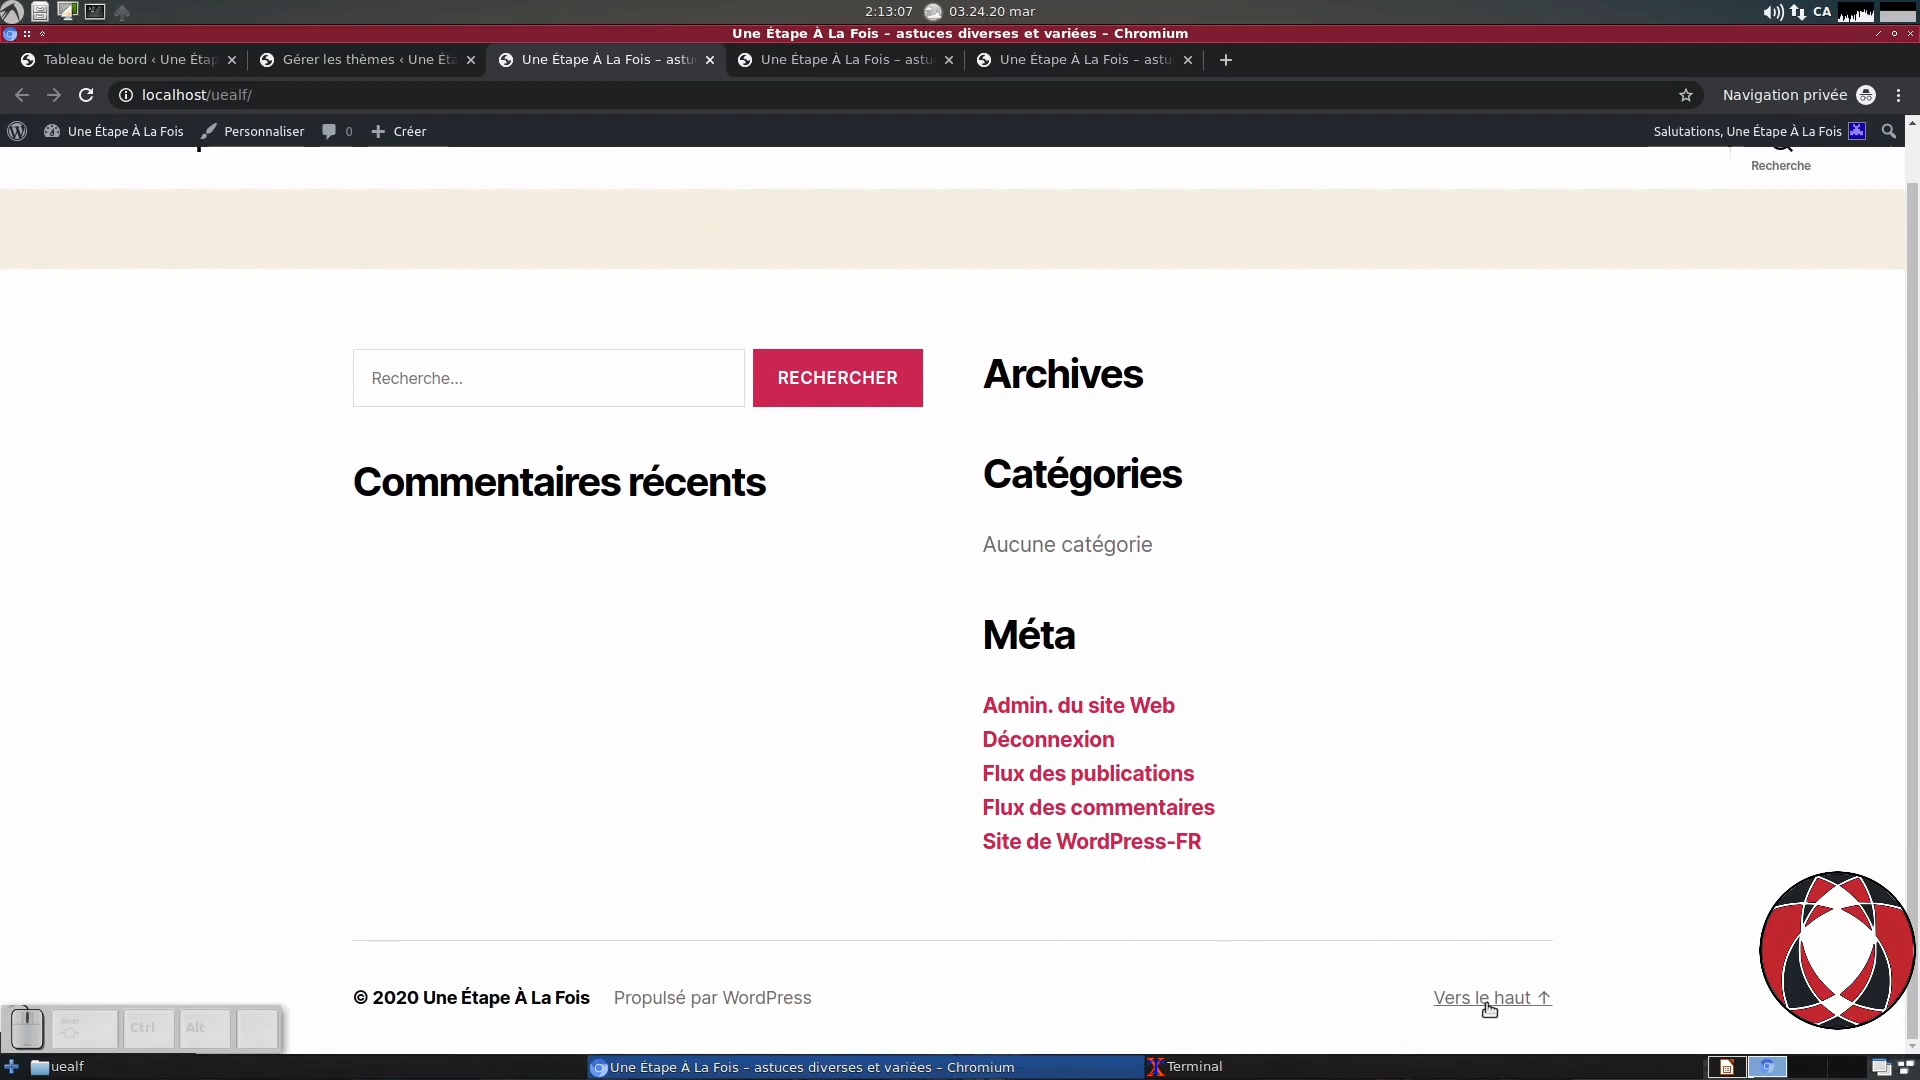 2:13:07
03.24.20 mar
CA
Une Étape À La Fois – astuces diverses et variées – Chromium
Tableau de bord ‹ Une Étap
Gérer les thèmes ‹ Une Éta
Une Étape À La Fois – astu
Une Étape À La Fois – astu
Une Étape À La Fois – astu
localhost/uealf/
Navigation privée
Une Étape À La Fois
Personnaliser
0
Créer
Salutations, Une Étape À La Fois
Recherche
Recherche...
RECHERCHER
Commentaires récents
Archives
Catégories
Aucune catégorie
Méta
Admin. du site Web
Déconnexion
Flux des publications
Flux des commentaires
Site de WordPress-FR
© 2020 Une Étape À La Fois
Propulsé par WordPress
Vers le haut ↑
Shift
Ctrl
Alt
uealf
Une Étape À La Fois – astuces diverses et variées – Chromium
Terminal